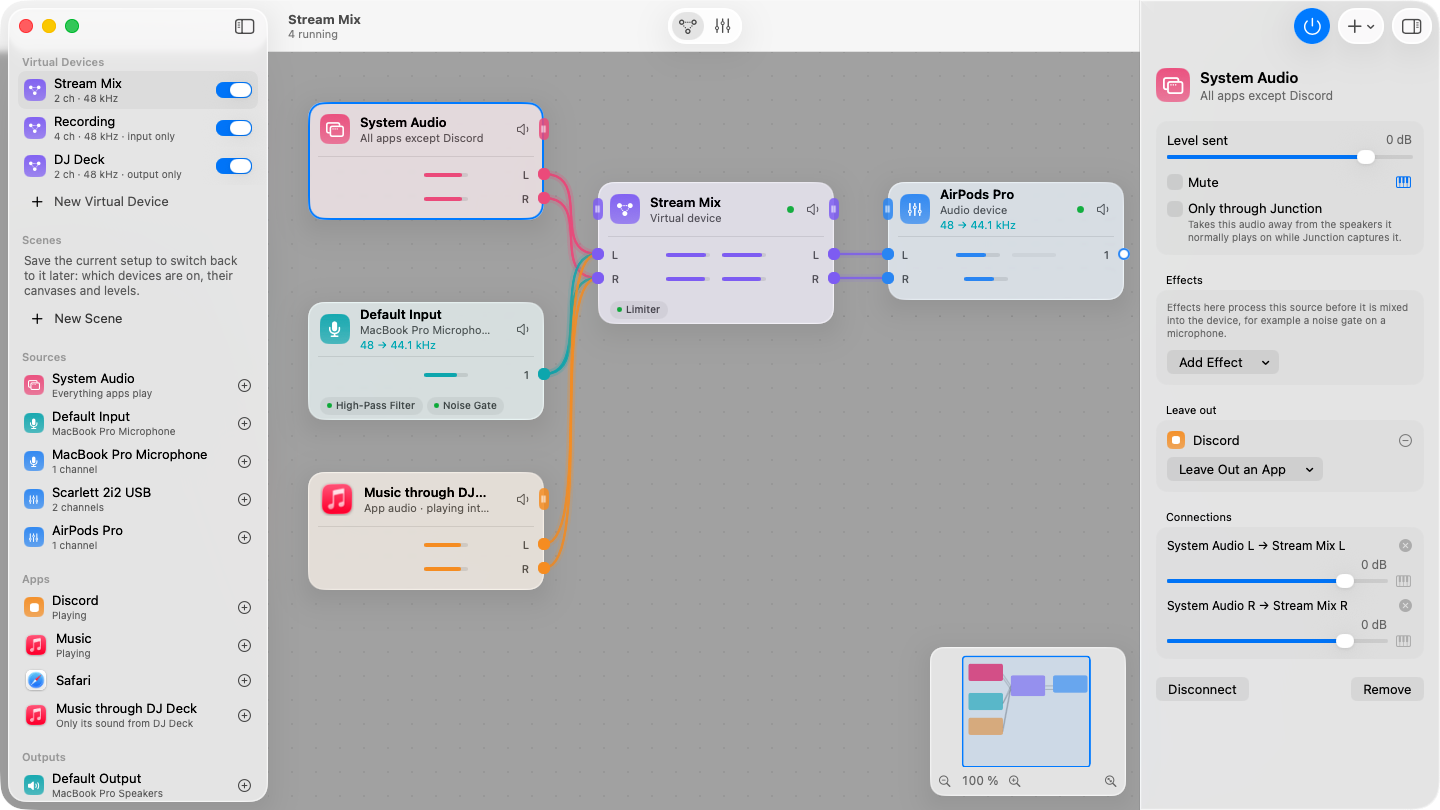 Stream Mix
4 running
Virtual Devices
Stream Mix
2 ch · 48 kHz
Recording
4 ch · 48 kHz · input only
DJ Deck
2 ch · 48 kHz · output only
New Virtual Device
Scenes
Save the current setup to switch back
to it later: which devices are on, their
canvases and levels.
New Scene
Sources
System Audio
Everything apps play
Default Input
MacBook Pro Microphone
MacBook Pro Microphone
1 channel
Scarlett 2i2 USB
2 channels
AirPods Pro
1 channel
Apps
Discord
Playing
Music
Playing
Safari
Music through DJ Deck
Only its sound from DJ Deck
Outputs
Default Output
MacBook Pro Speakers
System Audio
All apps except Discord
L
R
Default Input
MacBook Pro Micropho...
48 → 44.1 kHz
1
High-Pass Filter
Noise Gate
Music through DJ...
App audio · playing int...
L
R
Stream Mix
Virtual device
L
L
R
R
Limiter
AirPods Pro
Audio device
48 → 44.1 kHz
L
1
R
100 %
System Audio
All apps except Discord
Level sent
0 dB
Mute
Only through Junction
Takes this audio away from the speakers it
normally plays on while Junction captures it.
Effects
Effects here process this source before it is mixed
into the device, for example a noise gate on a
microphone.
Add Effect
Leave out
Discord
Leave Out an App
Connections
System Audio L → Stream Mix L
0 dB
System Audio R → Stream Mix R
0 dB
Disconnect
Remove